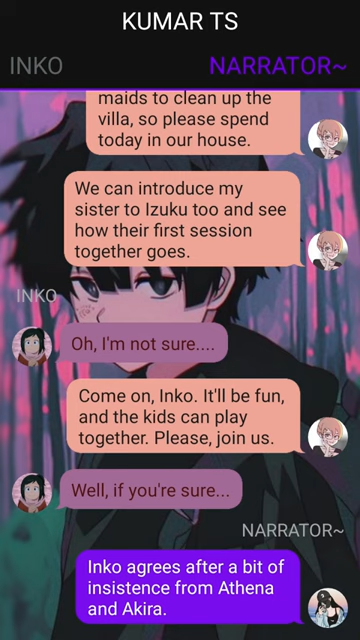 KUMAR TS
INKO
NARRATOR~
maids to clean up the
villa, so please spend
today in our house.
We can introduce my
sister to Izuku too and see
how their first session
together goes.
INKO
Oh, I'm not sure....
Come on, Inko. It'll be fun,
and the kids can play
together. Please, join us.
Well, if you're sure...
NARRATOR~
Inko agrees after a bit of
insistence from Athena
and Akira.